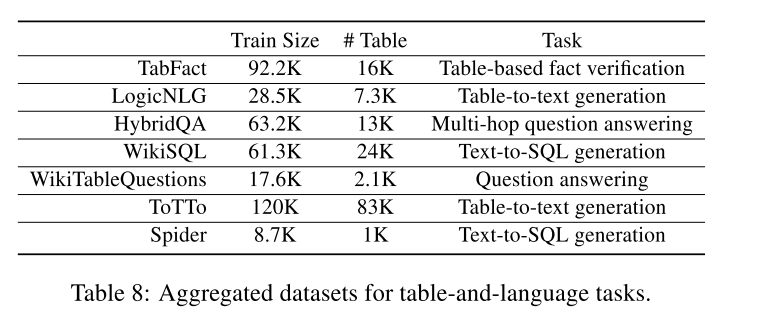 Train Size # Table Task
TabFact 92.2K 16K Table-based fact verification
LogicNLG 28.5K 7.3K Table-to-text generation
HybridQA 63.2K 13K Multi-hop question answering
WikiSQL 61.3K 24K Text-to-SQL generation
WikiTableQuestions 17.6K 2.1K Question answering
ToTTo 120K 83K Table-to-text generation
Spider 8.7K 1K Text-to-SQL generation
Table 8: Aggregated datasets for table-and-language tasks.